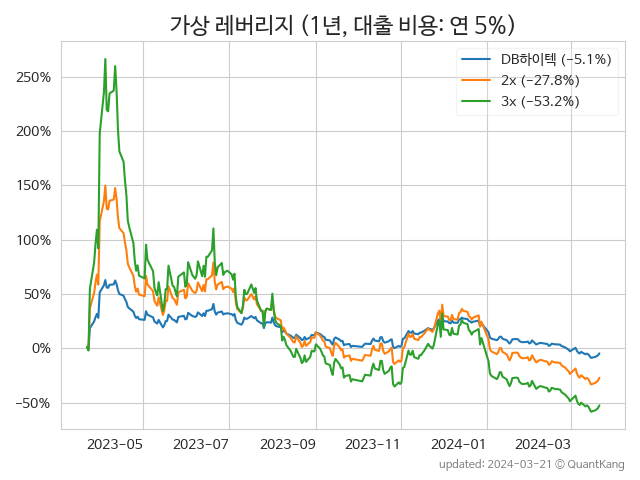 가상 레버리지 (1년, 대출 비용: 연 5%)
DB하이텍 (−5.1%)
2x (−27.8%)
3x (−53.2%)
250%
200%
150%
100%
50%
0%
−50%
2023-05
2023-07
2023-09
2023-11
2024-01
2024-03
updated: 2024-03-21 © QuantKang